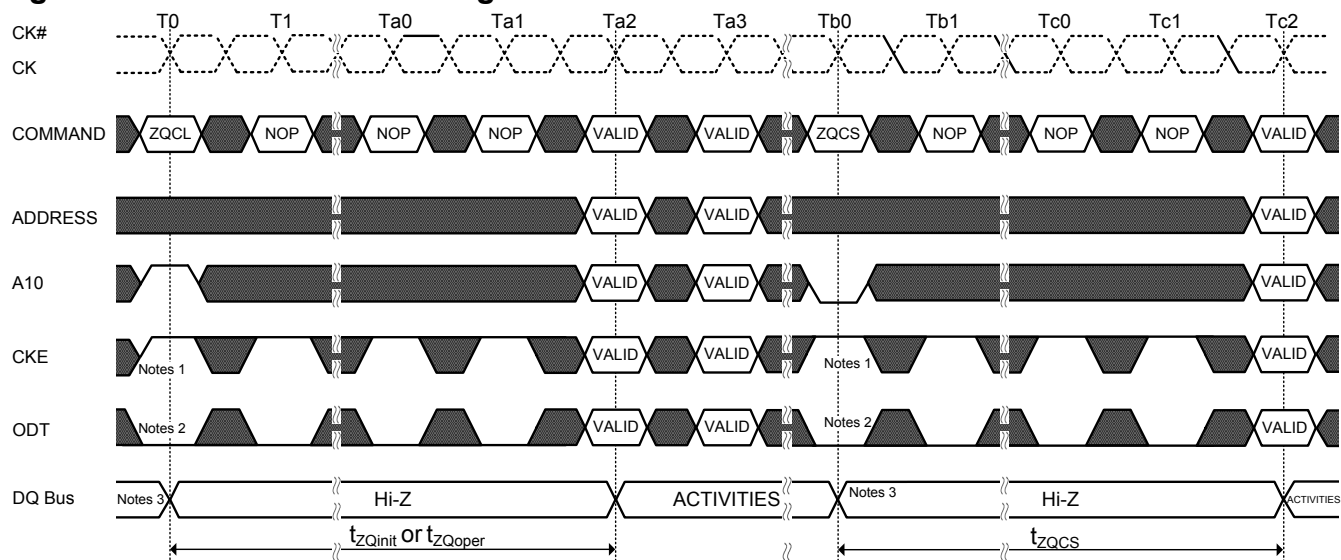 T0 T1 Ta0 Ta1 Ta2 Ta3 Tb0 Tb1 Tc0 Tc1 Tc2
CK#
CK
COMMAND ZQCL NOP NOP NOP VALID VALID ZQCS NOP NOP NOP VALID
ADDRESS VALID VALID VALID
A10 VALID VALID VALID
CKE Notes 1 VALID VALID Notes 1 VALID
ODT Notes 2 VALID VALID Notes 2 VALID
DQ Bus Notes 3 Hi-Z ACTIVITIES Notes 3 Hi-Z ACTIVITIES
tZQinit or tZQoper tZQCS